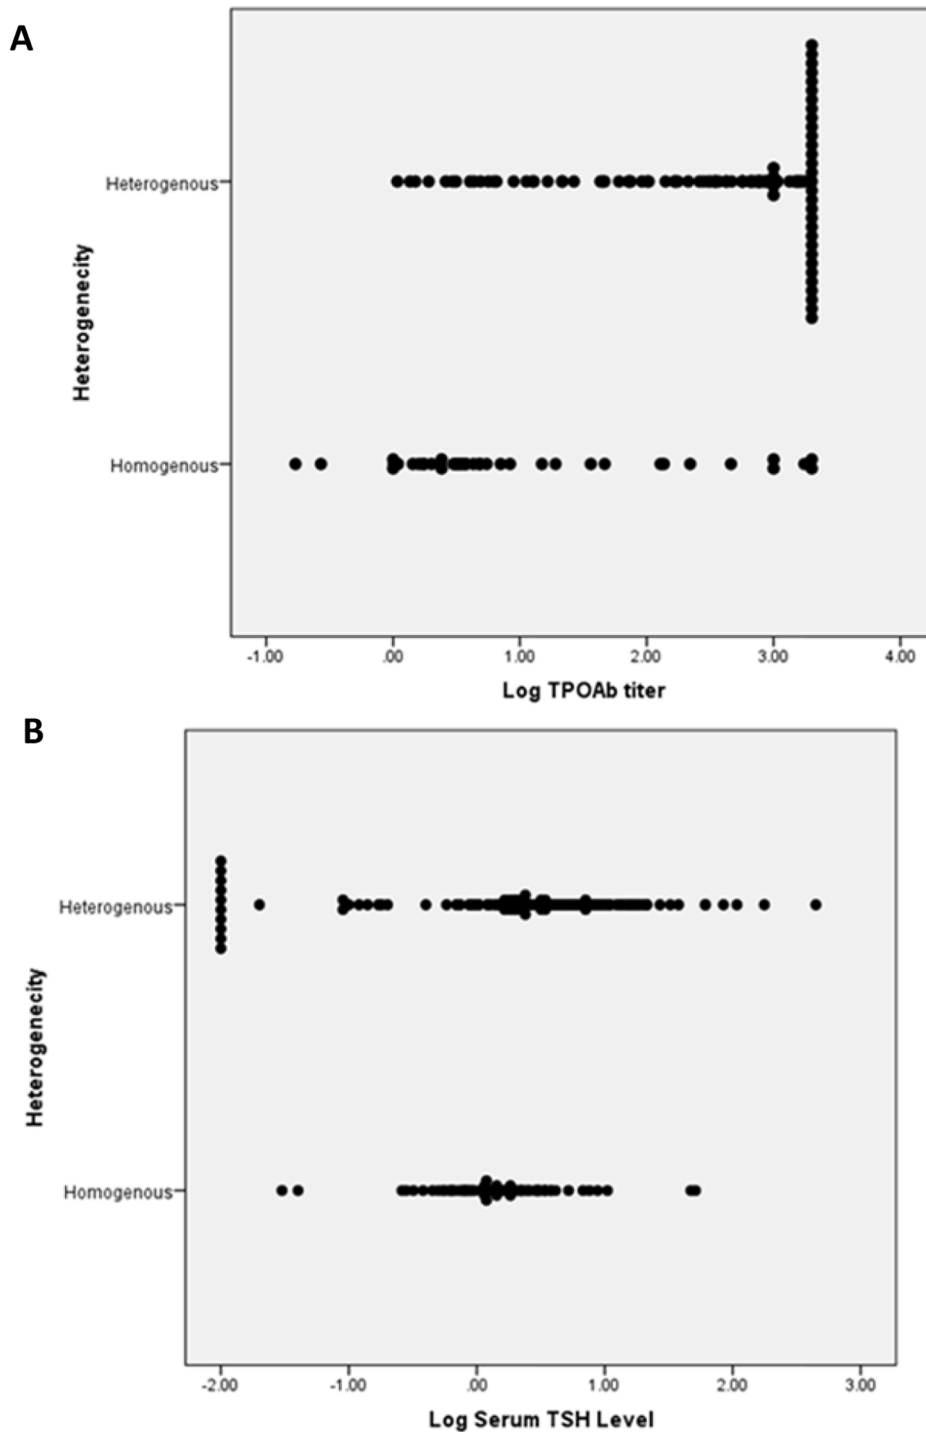 A
Heterogenous
Heterogenecity
Homogenous
-1.00 .00 1.00 2.00 3.00 4.00
Log TPOAb titer
B
Heterogenous
Heterogenecity
Homogenous
-2.00 -1.00 .00 1.00 2.00 3.00
Log Serum TSH Level